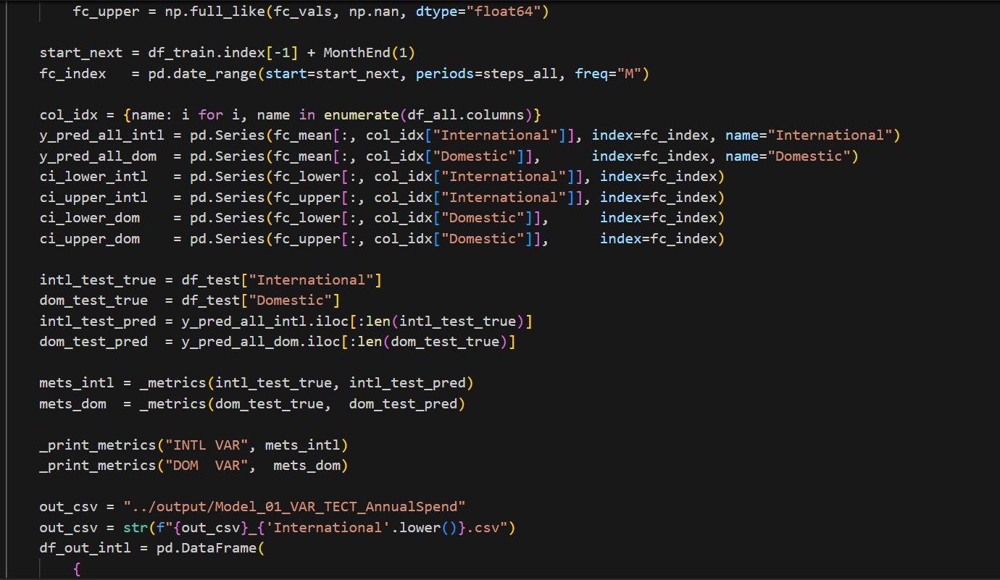 fc_upper = np.full_like(fc_vals, np.nan, dtype="float64")
start_next = df_train.index[-1] + MonthEnd(1)
fc_index   = pd.date_range(start=start_next, periods=steps_all, freq="M")
col_idx = {name: i for i, name in enumerate(df_all.columns)}
y_pred_all_intl = pd.Series(fc_mean[:, col_idx["International"]], index=fc_index, name="International")
y_pred_all_dom  = pd.Series(fc_mean[:, col_idx["Domestic"]],      index=fc_index, name="Domestic")
ci_lower_intl   = pd.Series(fc_lower[:, col_idx["International"]], index=fc_index)
ci_upper_intl   = pd.Series(fc_upper[:, col_idx["International"]], index=fc_index)
ci_lower_dom    = pd.Series(fc_lower[:, col_idx["Domestic"]],      index=fc_index)
ci_upper_dom    = pd.Series(fc_upper[:, col_idx["Domestic"]],      index=fc_index)
intl_test_true = df_test["International"]
dom_test_true  = df_test["Domestic"]
intl_test_pred = y_pred_all_intl.iloc[:len(intl_test_true)]
dom_test_pred  = y_pred_all_dom.iloc[:len(dom_test_true)]
mets_intl = _metrics(intl_test_true, intl_test_pred)
mets_dom  = _metrics(dom_test_true,  dom_test_pred)
_print_metrics("INTL VAR", mets_intl)
_print_metrics("DOM  VAR",  mets_dom)
out_csv = "../output/Model_01_VAR_TECT_AnnualSpend"
out_csv = str(f"{out_csv}_{'International'.lower()}.csv")
df_out_intl = pd.DataFrame(
{